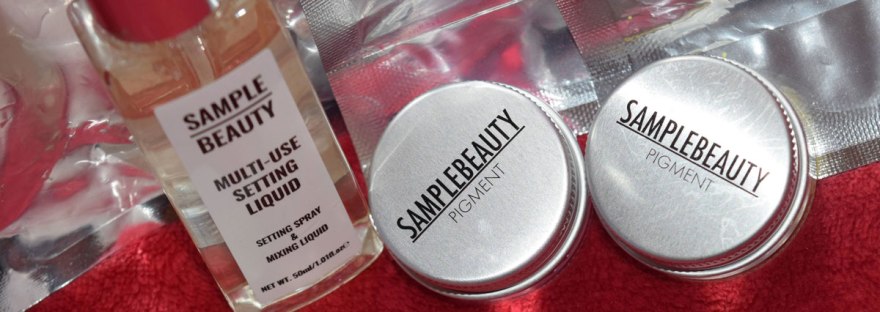 SAMPLE
BEAUTY
MULTI-USE
SETTING
LIQUID
SETTING SPRAY
&
MIXING LIQUID
NET WT. 50ml/1.01fl.oz℮
SAMPLEBEAUTY
PIGMENT
SAMPLEBEAUTY
PIGMENT